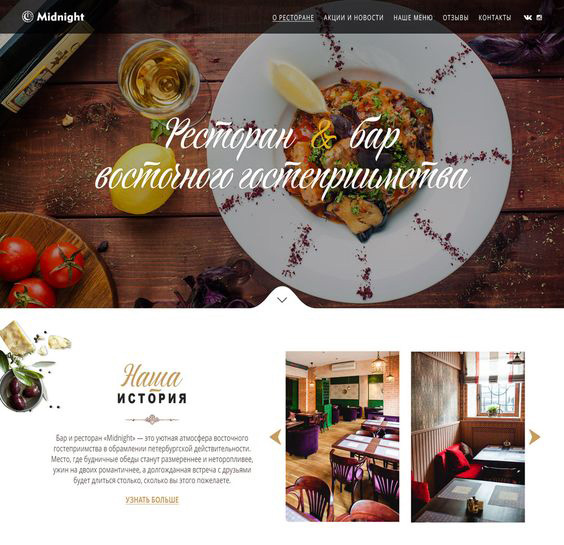 Midnight
О РЕСТОРАНЕ АКЦИИ И НОВОСТИ НАШЕ МЕНЮ ОТЗЫВЫ КОНТАКТЫ
Ресторан & бар
восточного гостеприимства
Наша
ИСТОРИЯ
Бар и ресторан «Midnight» — это уютная атмосфера восточного
гостеприимства в обрамлении петербургской действительности.
Место, где будничные обеды станут размереннее и неторопливее,
ужин на двоих романтичнее, а долгожданная встреча с друзьями
будет длиться столько, сколько вы этого пожелаете.
УЗНАТЬ БОЛЬШЕ